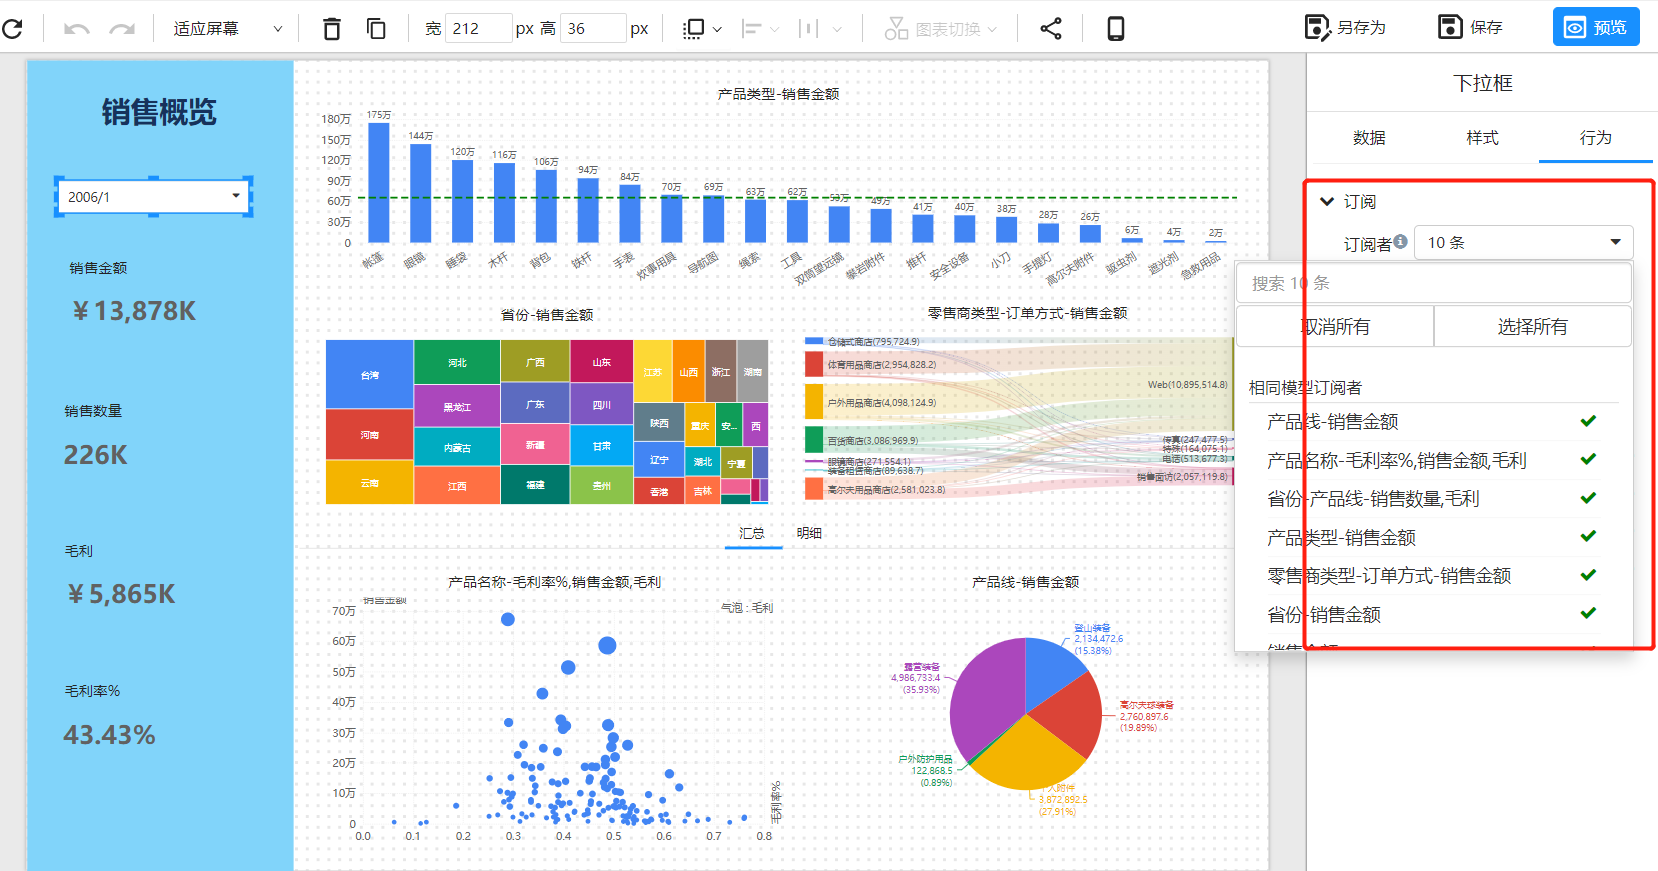 适应屏幕
宽 212 px 高 36 px
图表切换
另存为
保存
预览
销售概览
2006/1
销售金额
￥13,878K
销售数量
226K
毛利
￥5,865K
毛利率%
43.43%
产品类型-销售金额
180万
150万
120万
90万
60万
30万
0
175万
144万
120万
116万
106万
94万
84万
70万
69万
63万
62万
53万
49万
41万
40万
38万
28万
26万
6万
4万
2万
帐篷
眼镜
睡袋
木杆
背包
铁杆
手表
炊事用具
导航图
绳索
工具
双筒望远镜
攀岩附件
推杆
安全设备
小刀
手提灯
高尔夫附件
驱虫剂
遮光剂
急救用品
省份-销售金额
台湾
河南
云南
河北
黑龙江
内蒙古
江西
广西
广东
新疆
福建
山东
四川
甘肃
贵州
江苏
山西
浙江
湖南
陕西
辽宁
香港
重庆
安...
西
湖北
宁夏
吉林
零售商类型-订单方式-销售金额
仓储式商店(795,724.9)
体育用品商店(2,954,828.2)
户外用品商店(4,098,124.9)
百货商店(3,086,969.9)
眼镜商店(271,554.1)
装备租赁商店(89,638.7)
高尔夫用品商店(2,581,023.8)
Web(10,895,514.8)
传真(247,477.5)
特殊(164,075.1)
电话(513,677.3)
销售面访(2,057,119.8)
汇总
明细
产品名称-毛利率%,销售金额,毛利
销售金额
气泡 : 毛利
70万
60万
50万
40万
30万
20万
10万
0
0.0
0.1
0.2
0.3
0.4
0.5
0.6
0.7
0.8
毛利率%
产品线-销售金额
登山装备
2,134,472.6
(15.38%)
高尔夫球装备
2,760,897.6
(19.89%)
个人附件
3,872,892.5
(27.91%)
户外防护用品
122,868.5
(0.89%)
露营装备
4,986,733.4
(35.93%)
下拉框
数据
样式
行为
订阅
订阅者
10 条
搜索 10 条
取消所有
选择所有
相同模型订阅者
产品线-销售金额
产品名称-毛利率%,销售金额,毛利
省份-产品线-销售数量,毛利
产品类型-销售金额
零售商类型-订单方式-销售金额
省份-销售金额
销售金额